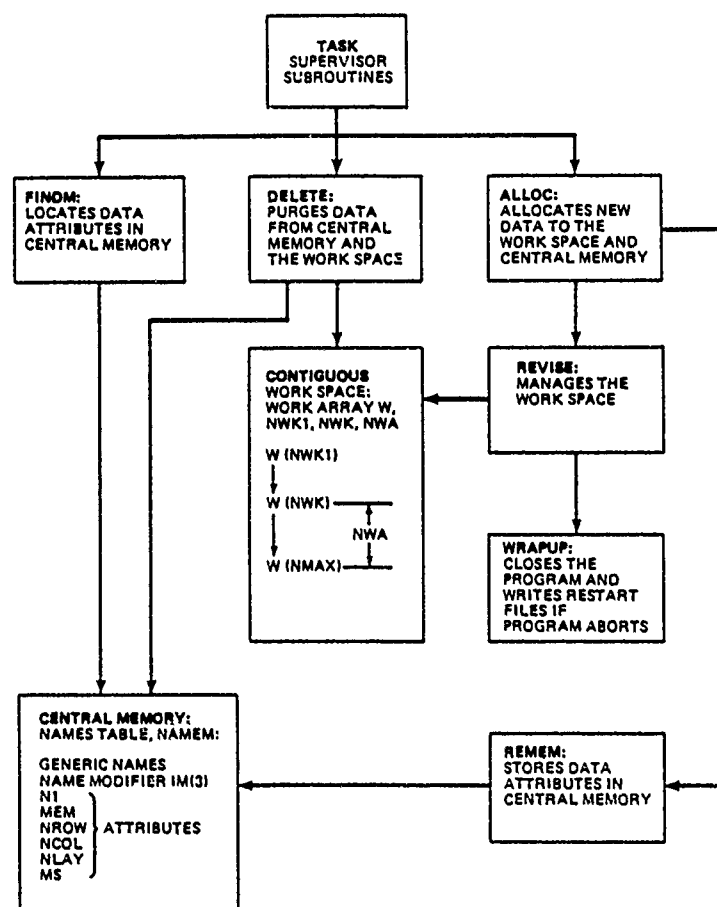 TASK
SUPERVISOR
SUBROUTINES
FINDM:
LOCATES DATA
ATTRIBUTES IN
CENTRAL MEMORY
DELETE:
PURGES DATA
FROM CENTRAL
MEMORY AND
THE WORK SPACE
ALLOC:
ALLOCATES NEW
DATA TO THE
WORK SPACE AND
CENTRAL MEMORY
CONTIGUOUS
WORK SPACE:
WORK ARRAY W,
NWK1, NWK, NWA
W (NWK1)
W (NWK)
NWA
W (NMAX)
REVISE:
MANAGES THE
WORK SPACE
WRAPUP:
CLOSES THE
PROGRAM AND
WRITES RESTART
FILES IF
PROGRAM ABORTS
CENTRAL MEMORY:
NAMES TABLE, NAMEM:
GENERIC NAMES
NAME MODIFIER IM(3)
N1
MEM
NROW
ATTRIBUTES
NCOL
NLAY
MS
REMEM:
STORES DATA
ATTRIBUTES IN
CENTRAL MEMORY